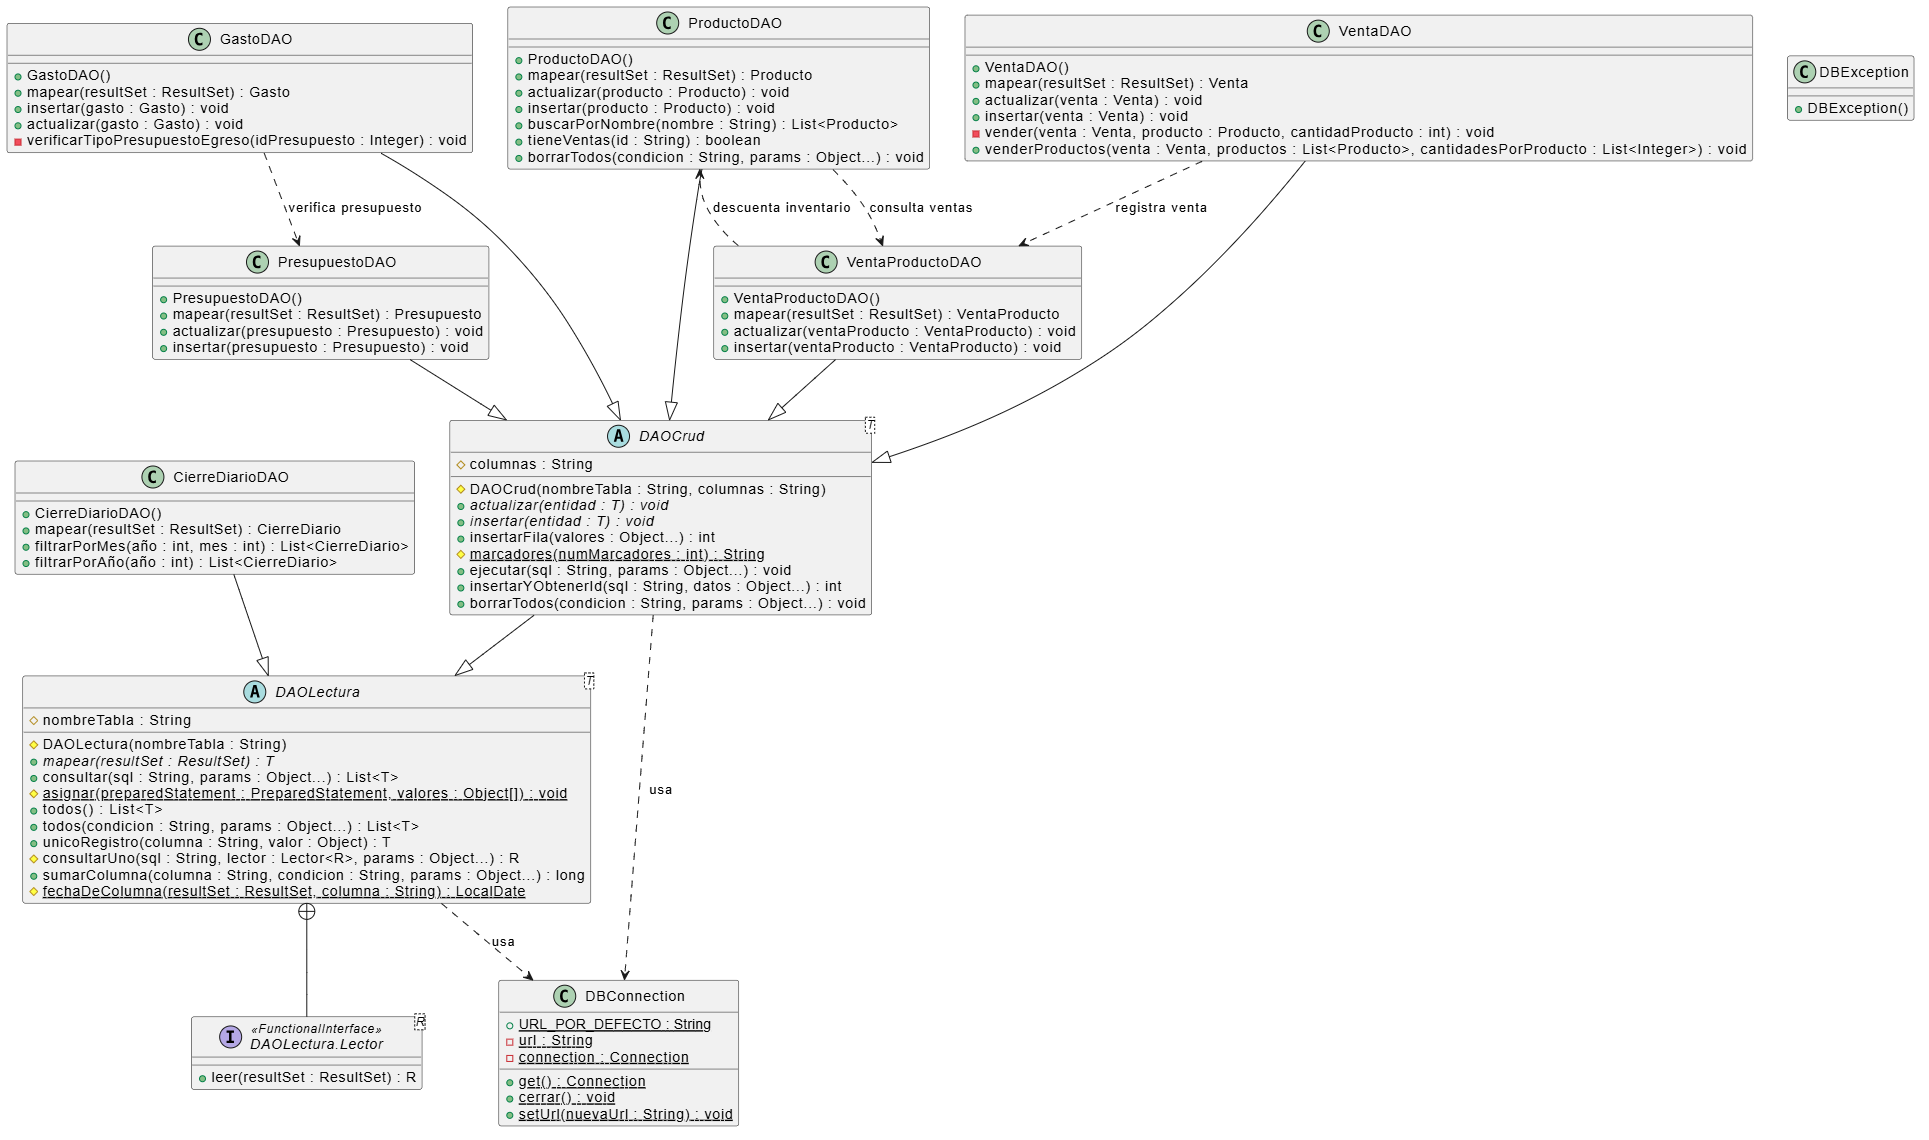 C GastoDAO
GastoDAO()
mapear(resultSet : ResultSet) : Gasto
insertar(gasto : Gasto) : void
actualizar(gasto : Gasto) : void
verificarTipoPresupuestoEgreso(idPresupuesto : Integer) : void
C ProductoDAO
ProductoDAO()
mapear(resultSet : ResultSet) : Producto
actualizar(producto : Producto) : void
insertar(producto : Producto) : void
buscarPorNombre(nombre : String) : List<Producto>
tieneVentas(id : String) : boolean
borrarTodos(condicion : String, params : Object...) : void
C VentaDAO
VentaDAO()
mapear(resultSet : ResultSet) : Venta
actualizar(venta : Venta) : void
insertar(venta : Venta) : void
vender(venta : Venta, producto : Producto, cantidadProducto : int) : void
venderProductos(venta : Venta, productos : List<Producto>, cantidadesPorProducto : List<Integer>) : void
C DBException
DBException()
verifica presupuesto
descuenta inventario
consulta ventas
registra venta
C PresupuestoDAO
PresupuestoDAO()
mapear(resultSet : ResultSet) : Presupuesto
actualizar(presupuesto : Presupuesto) : void
insertar(presupuesto : Presupuesto) : void
C VentaProductoDAO
VentaProductoDAO()
mapear(resultSet : ResultSet) : VentaProducto
actualizar(ventaProducto : VentaProducto) : void
insertar(ventaProducto : VentaProducto) : void
C CierreDiarioDAO
CierreDiarioDAO()
mapear(resultSet : ResultSet) : CierreDiario
filtrarPorMes(año : int, mes : int) : List<CierreDiario>
filtrarPorAño(año : int) : List<CierreDiario>
A DAOCrud T
columnas : String
DAOCrud(nombreTabla : String, columnas : String)
actualizar(entidad : T) : void
insertar(entidad : T) : void
insertarFila(valores : Object...) : int
marcadores(numMarcadores : int) : String
ejecutar(sql : String, params : Object...) : void
insertarYObtenerId(sql : String, datos : Object...) : int
borrarTodos(condicion : String, params : Object...) : void
A DAOLectura T
nombreTabla : String
DAOLectura(nombreTabla : String)
mapear(resultSet : ResultSet) : T
consultar(sql : String, params : Object...) : List<T>
asignar(preparedStatement : PreparedStatement, valores : Object[]) : void
todos() : List<T>
todos(condicion : String, params : Object...) : List<T>
unicoRegistro(columna : String, valor : Object) : T
consultarUno(sql : String, lector : Lector<R>, params : Object...) : R
sumarColumna(columna : String, condicion : String, params : Object...) : long
fechaDeColumna(resultSet : ResultSet, columna : String) : LocalDate
usa
usa
I «FunctionalInterface» R
DAOLectura.Lector
leer(resultSet : ResultSet) : R
C DBConnection
URL_POR_DEFECTO : String
url : String
connection : Connection
get() : Connection
cerrar() : void
setUrl(nuevaUrl : String) : void